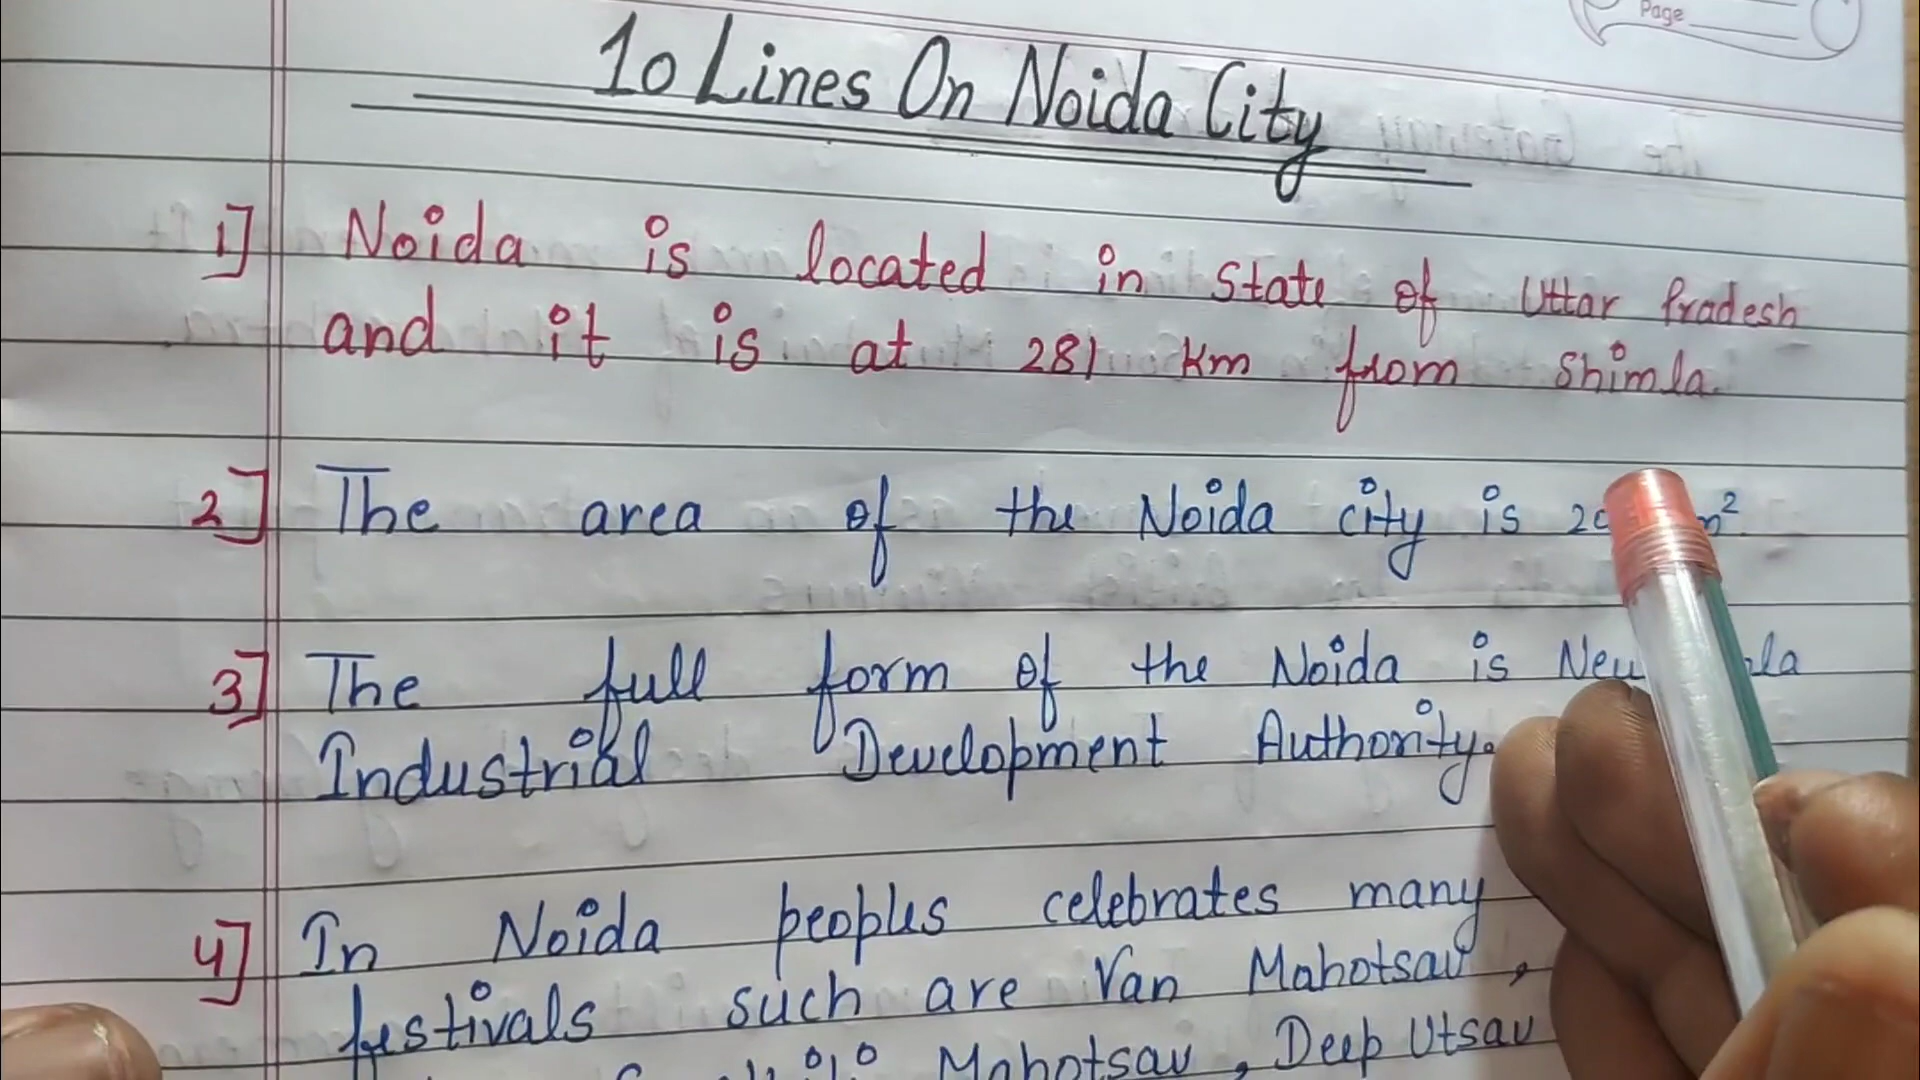 Page
10 Lines On Noida City
1] Noida is located in State of Uttar Pradesh
and it is at 281 km from Shimla.
2] The area of the Noida city is
3] The full form of the Noida is
Industrial Development Authority.
4] In Noida peoples celebrates many
festivals such are Van Mahotsav,
Mahotsav, Deep Utsav